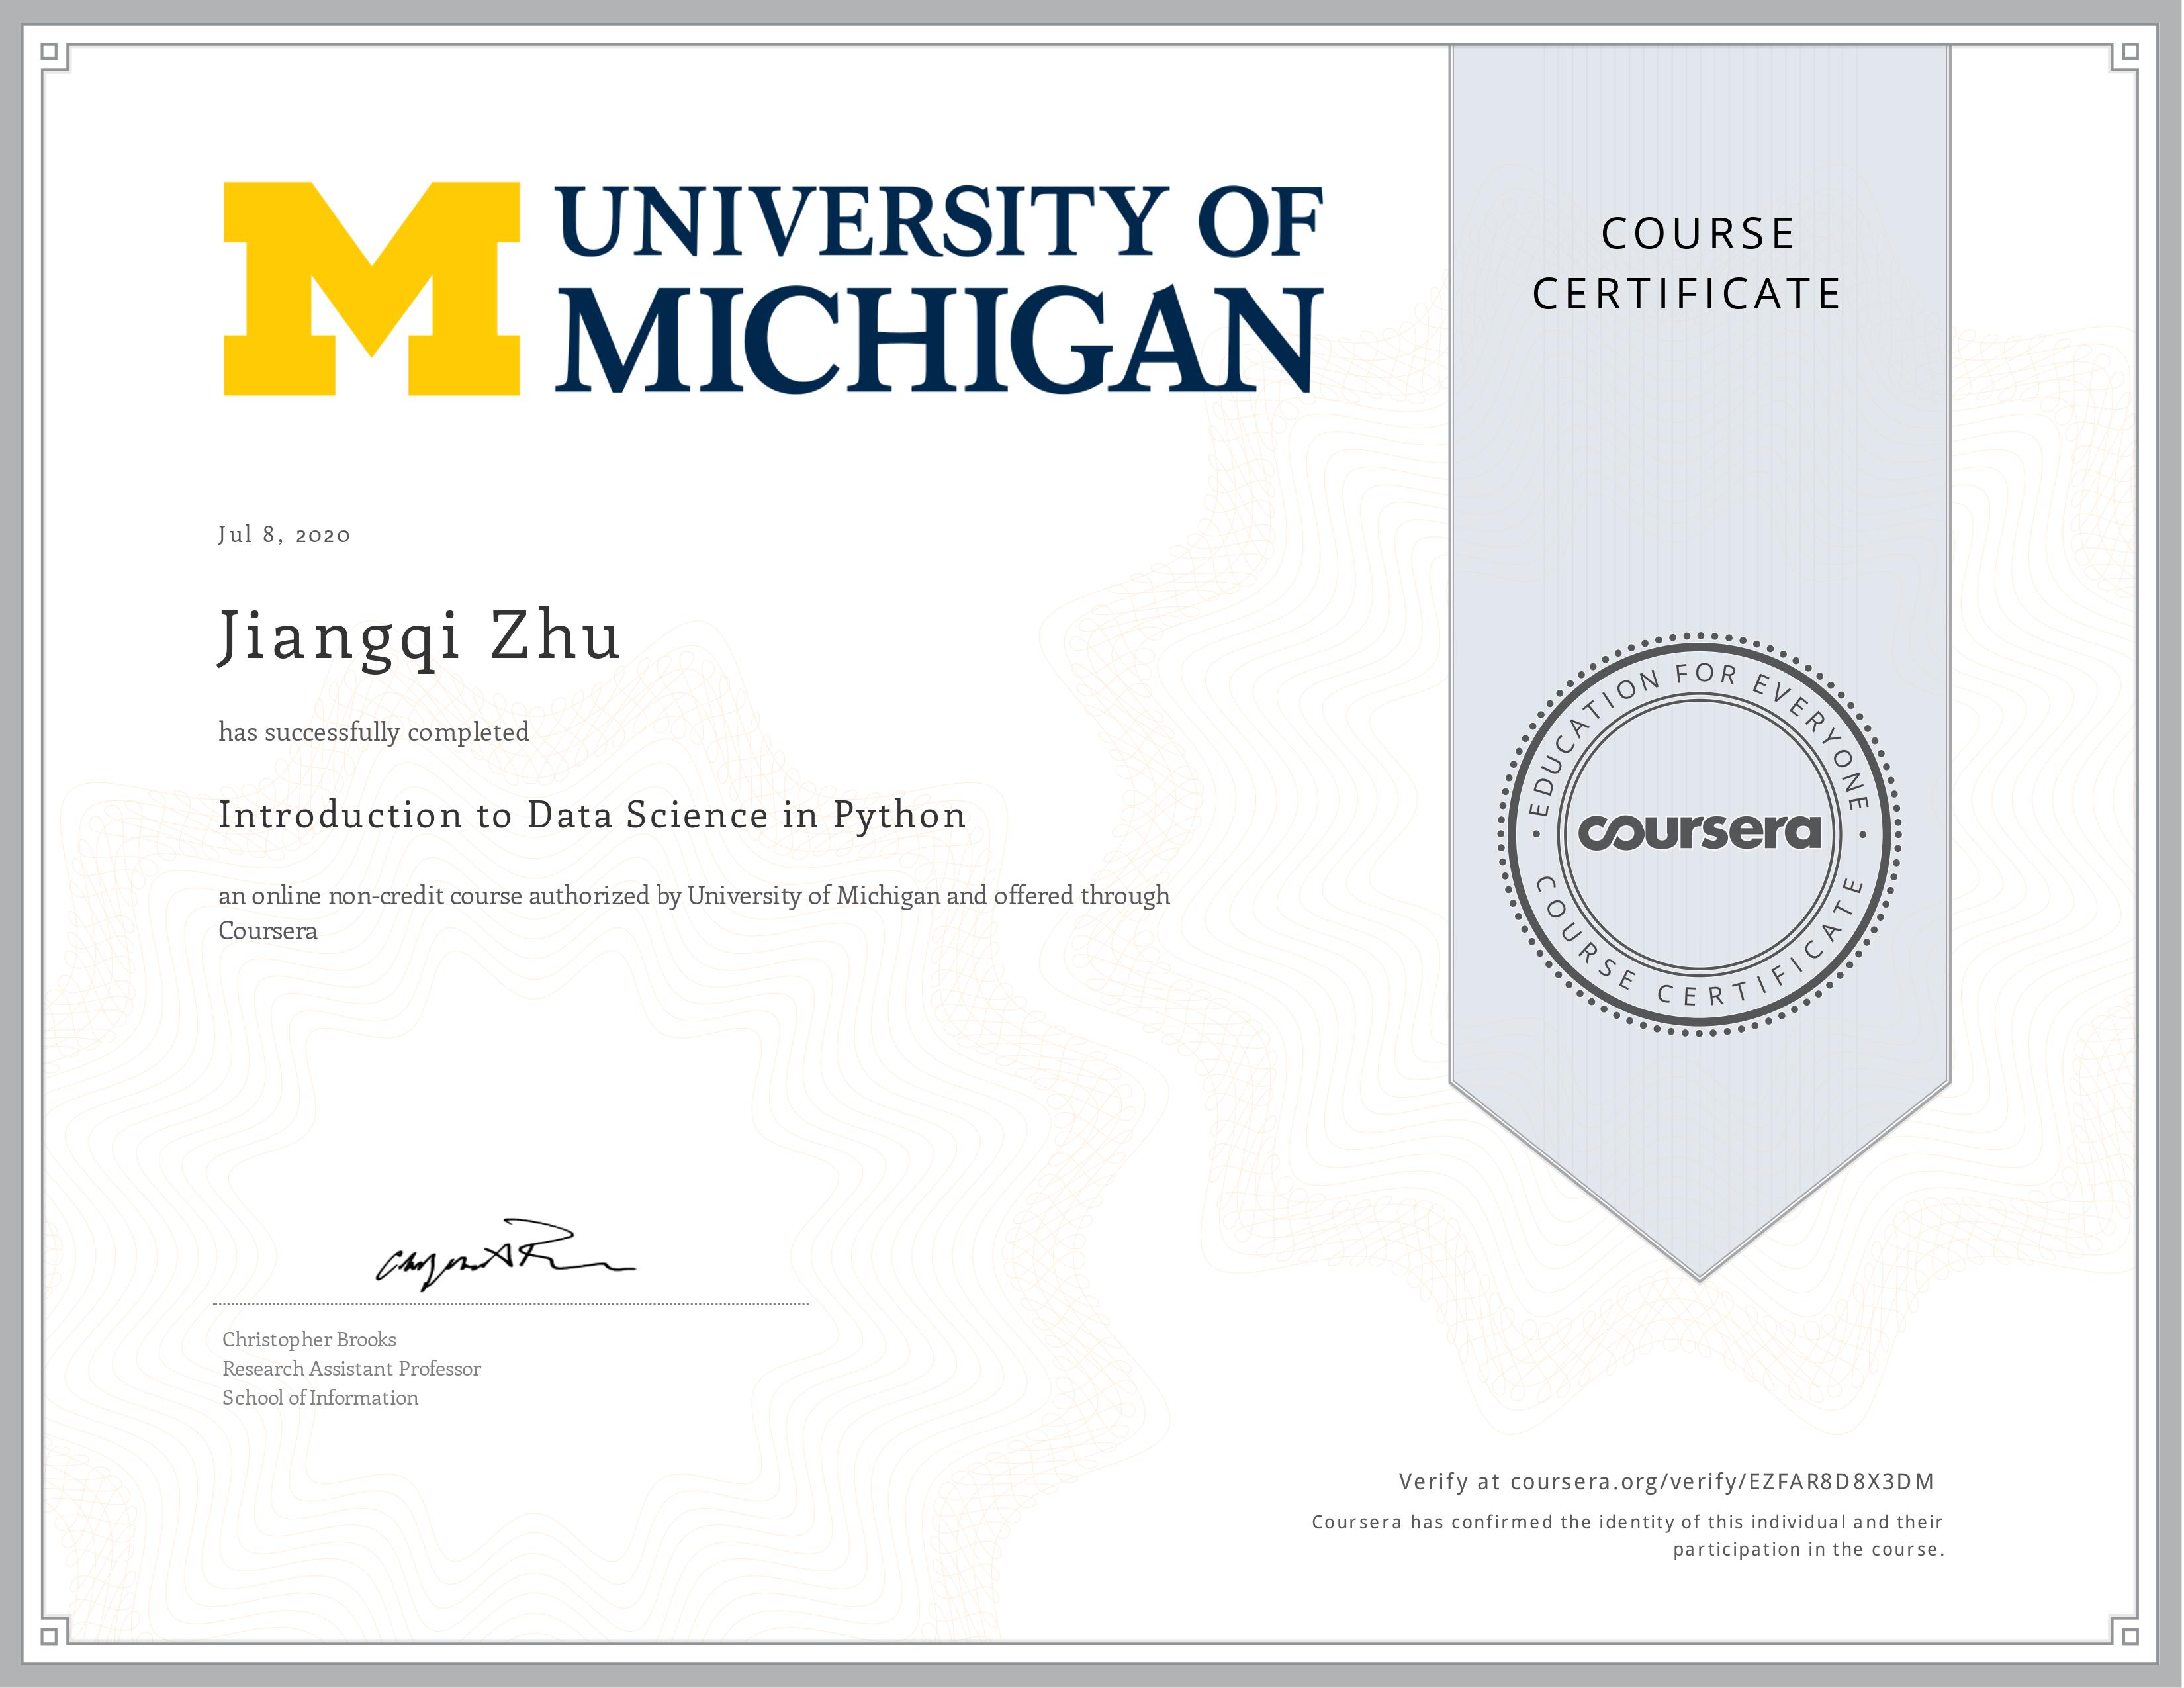 UNIVERSITY OF
MICHIGAN
COURSE
CERTIFICATE
Jul 8, 2020
Jiangqi Zhu
has successfully completed
Introduction to Data Science in Python
an online non-credit course authorized by University of Michigan and offered through
Coursera
EDUCATION FOR EVERYONE
coursera
COURSE CERTIFICATE
Christopher Brooks
Research Assistant Professor
School of Information
Verify at coursera.org/verify/EZFAR8D8X3DM
Coursera has confirmed the identity of this individual and their
participation in the course.